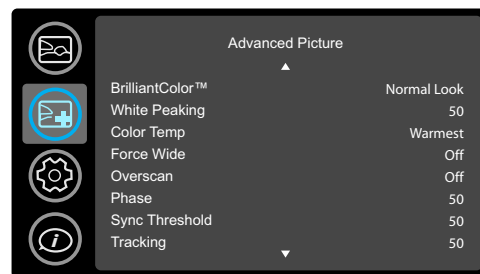 Advanced Picture
BrilliantColor™ Normal Look
White Peaking 50
Color Temp Warmest
Force Wide Off
Overscan Off
Phase 50
Sync Threshold 50
Tracking 50
i